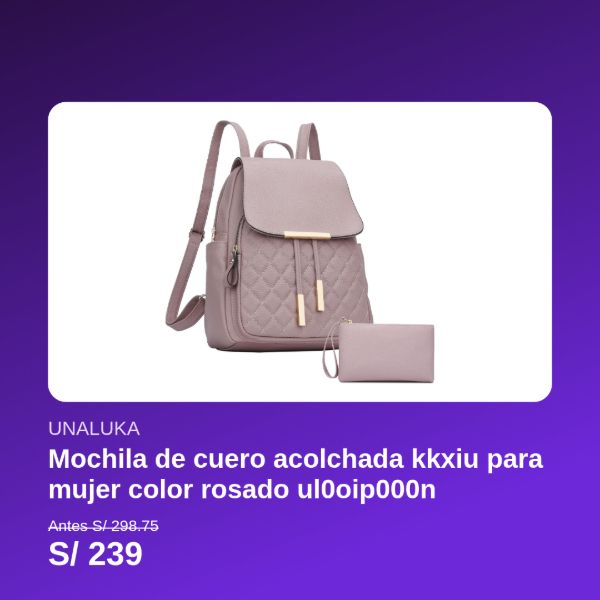 UNALUKA
Mochila de cuero acolchada kkxiu para
mujer color rosado ul0oip000n
Antes S/ 298.75
S/ 239